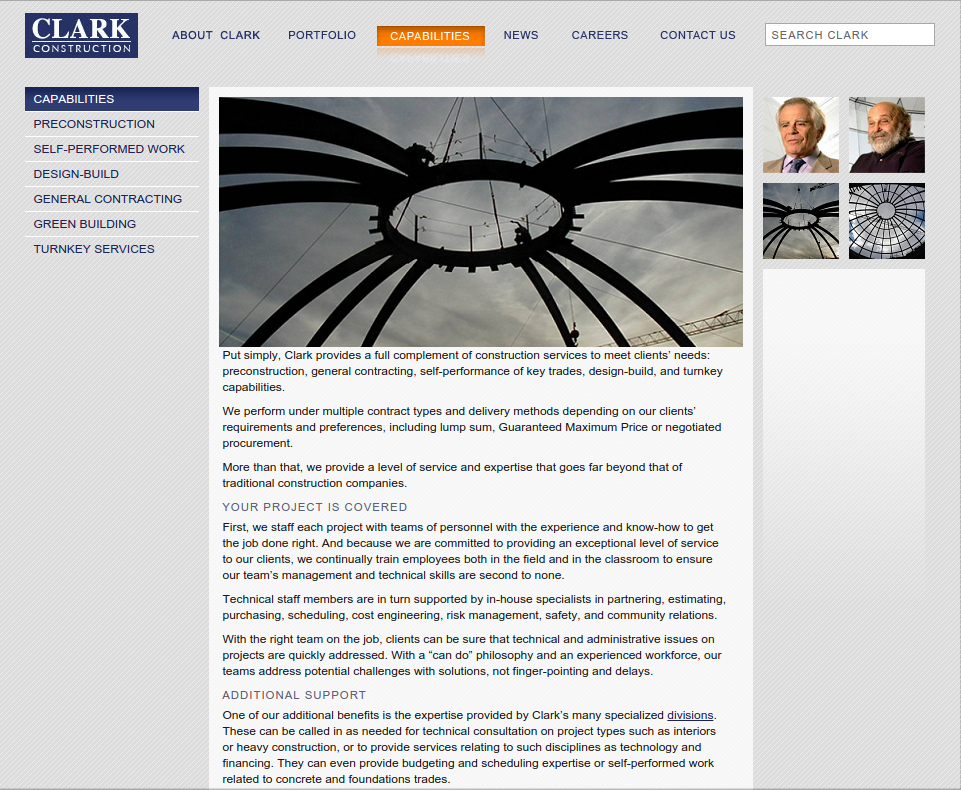 CLARK
CONSTRUCTION
ABOUT CLARK
PORTFOLIO
CAPABILITIES
NEWS
CAREERS
CONTACT US
SEARCH CLARK
CAPABILITIES
PRECONSTRUCTION
SELF-PERFORMED WORK
DESIGN-BUILD
GENERAL CONTRACTING
GREEN BUILDING
TURNKEY SERVICES
Put simply, Clark provides a full complement of construction services to meet clients’ needs:
preconstruction, general contracting, self-performance of key trades, design-build, and turnkey
capabilities.
We perform under multiple contract types and delivery methods depending on our clients’
requirements and preferences, including lump sum, Guaranteed Maximum Price or negotiated
procurement.
More than that, we provide a level of service and expertise that goes far beyond that of
traditional construction companies.
YOUR PROJECT IS COVERED
First, we staff each project with teams of personnel with the experience and know-how to get
the job done right. And because we are committed to providing an exceptional level of service
to our clients, we continually train employees both in the field and in the classroom to ensure
our team’s management and technical skills are second to none.
Technical staff members are in turn supported by in-house specialists in partnering, estimating,
purchasing, scheduling, cost engineering, risk management, safety, and community relations.
With the right team on the job, clients can be sure that technical and administrative issues on
projects are quickly addressed. With a “can do” philosophy and an experienced workforce, our
teams address potential challenges with solutions, not finger-pointing and delays.
ADDITIONAL SUPPORT
One of our additional benefits is the expertise provided by Clark’s many specialized divisions.
These can be called in as needed for technical consultation on project types such as interiors
or heavy construction, or to provide services relating to such disciplines as technology and
financing. They can even provide budgeting and scheduling expertise or self-performed work
related to concrete and foundations trades.